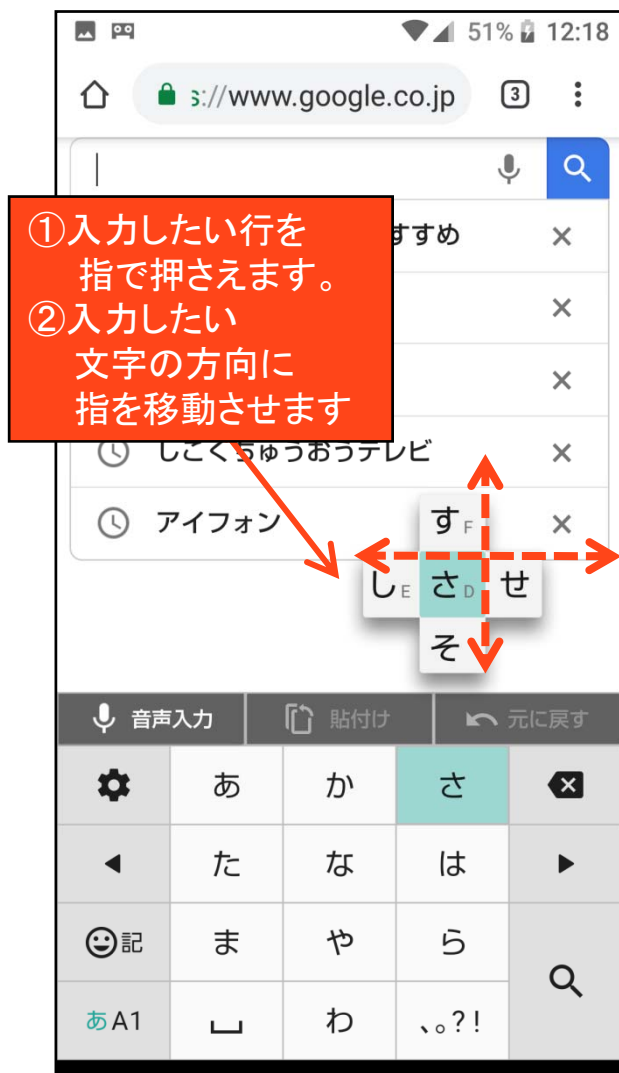 51% 12:18
s://www.google.co.jp 3
①入力したい行を
指で押さえます。
②入力したい
文字の方向に
指を移動させます
すすめ
しこくちゅうおうテレビ
アイフォン
す F
し E さ D せ
そ
音声入力 貼付け 元に戻す
あ か さ
た な は
記 ま や ら
あA1 わ 、。?!